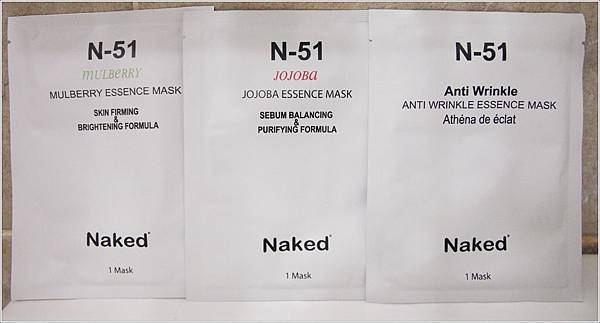 N-51
MULBERRY
MULBERRY ESSENCE MASK
SKIN FIRMING
&
BRIGHTENING FORMULA
Naked®
1 Mask
N-51
JOJOBA
JOJOBA ESSENCE MASK
SEBUM BALANCING
&
PURIFYING FORMULA
Naked®
1 Mask
N-51
Anti Wrinkle
ANTI WRINKLE ESSENCE MASK
Athéna de éclat
Naked®
1 Mask